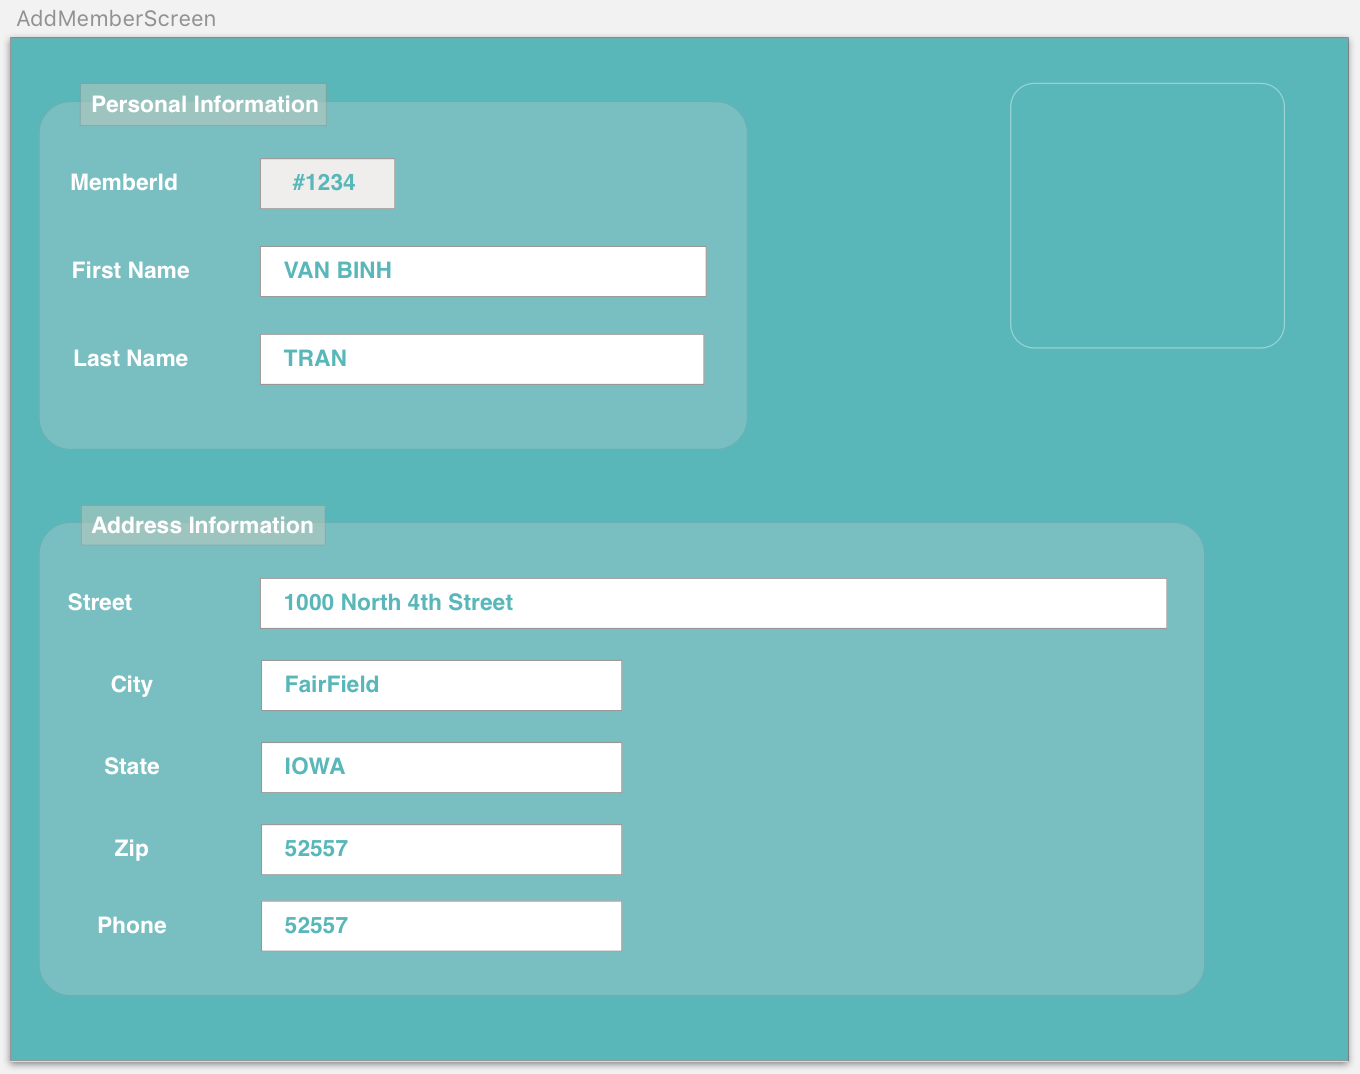 AddMemberScreen
Personal Information
MemberId #1234
First Name VAN BINH
Last Name TRAN
Address Information
Street 1000 North 4th Street
City FairField
State IOWA
Zip 52557
Phone 52557